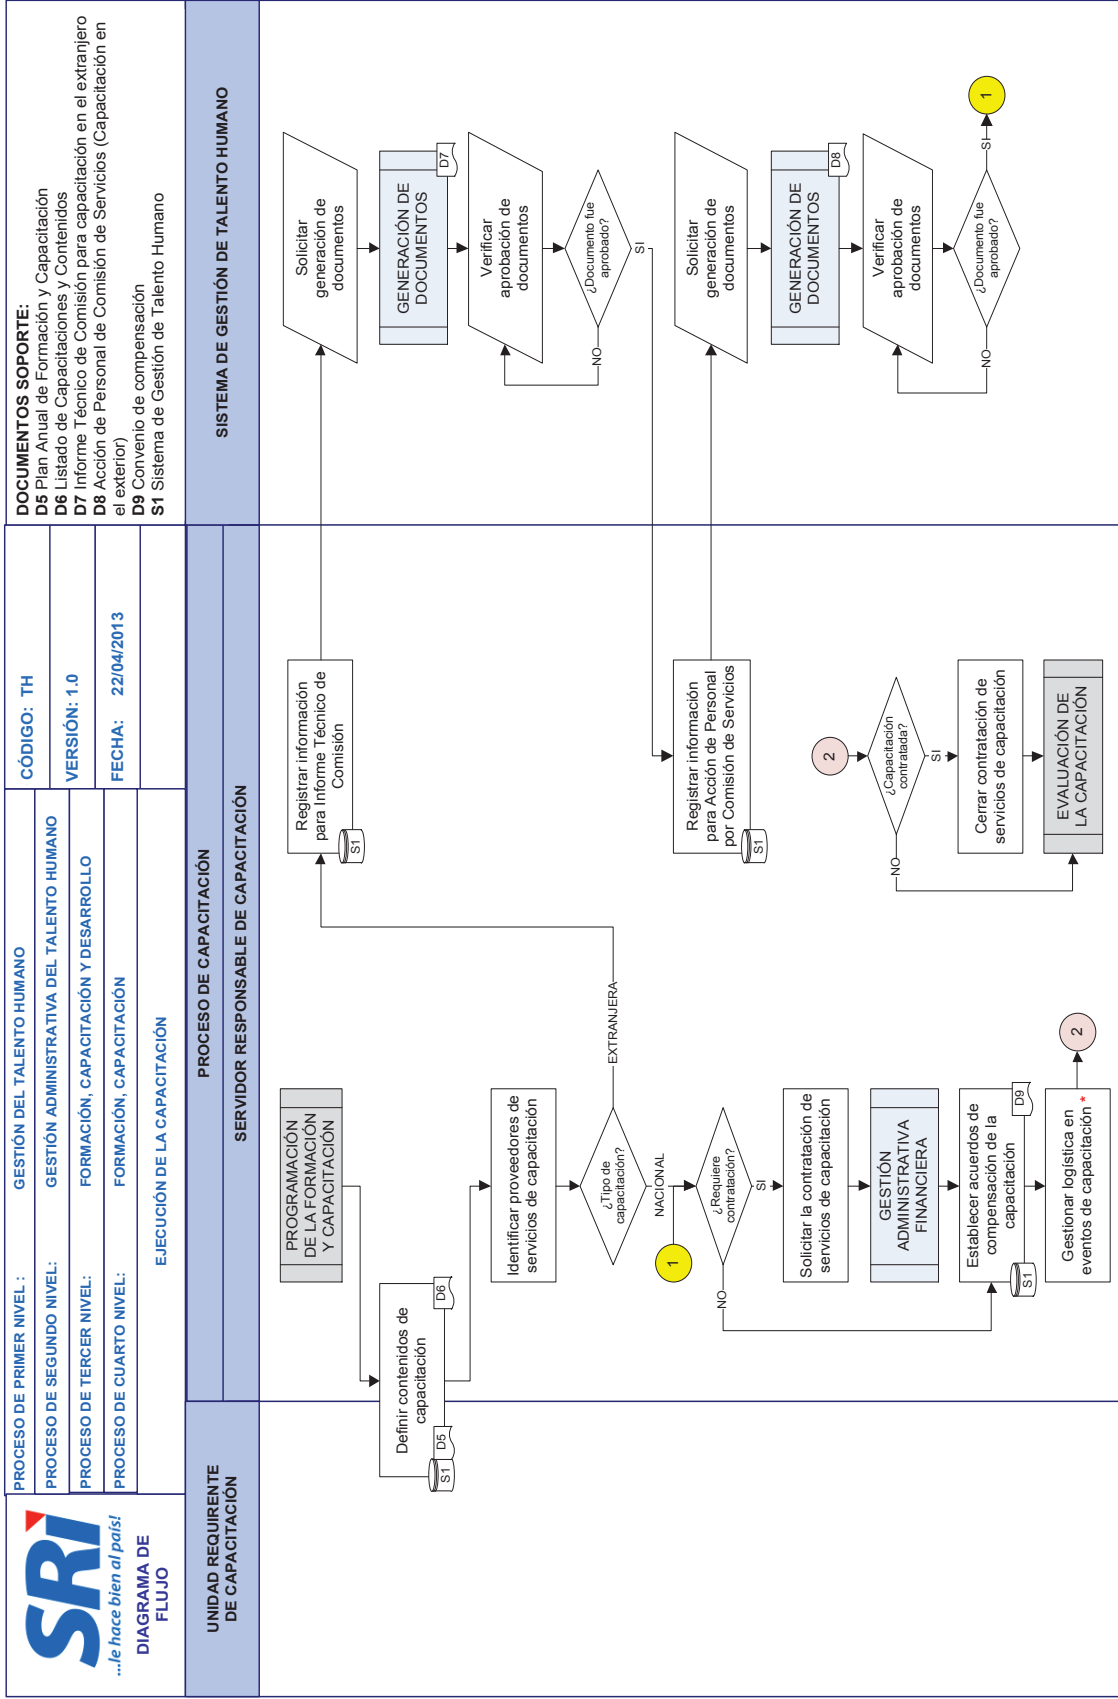 SRi
...le hace bien al país!
DIAGRAMA DE
FLUJO
PROCESO DE PRIMER NIVEL : GESTIÓN DEL TALENTO HUMANO
PROCESO DE SEGUNDO NIVEL: GESTIÓN ADMINISTRATIVA DEL TALENTO HUMANO
PROCESO DE TERCER NIVEL: FORMACIÓN, CAPACITACIÓN Y DESARROLLO
PROCESO DE CUARTO NIVEL: FORMACIÓN, CAPACITACIÓN
EJECUCIÓN DE LA CAPACITACIÓN
CÓDIGO: TH
VERSIÓN: 1.0
FECHA: 22/04/2013
DOCUMENTOS SOPORTE:
D5 Plan Anual de Formación y Capacitación
D6 Listado de Capacitaciones y Contenidos
D7 Informe Técnico de Comisión para capacitación en el extranjero
D8 Acción de Personal de Comisión de Servicios (Capacitación en
el exterior)
D9 Convenio de compensación
S1 Sistema de Gestión de Talento Humano
UNIDAD REQUIRENTE
DE CAPACITACIÓN
PROCESO DE CAPACITACIÓN
SERVIDOR RESPONSABLE DE CAPACITACIÓN
SISTEMA DE GESTIÓN DE TALENTO HUMANO
PROGRAMACIÓN
DE LA FORMACIÓN
Y CAPACITACIÓN
Definir contenidos de
capacitación
S1
D5
D6
Identificar proveedores de
servicios de capacitación
¿Tipo de
capacitación?
EXTRANJERA
NACIONAL
1
¿Requiere
contratación?
NO
SI
Solicitar la contratación de
servicios de capacitación
GESTIÓN
ADMINISTRATIVA
FINANCIERA
Establecer acuerdos de
compensación de la
capacitación
S1
D9
Gestionar logística en
eventos de capacitación *
2
Registrar información
para Informe Técnico de
Comisión
S1
Solicitar
generación de
documentos
GENERACIÓN DE
DOCUMENTOS
D7
Verificar
aprobación de
documentos
¿Documento fue
aprobado?
NO
SI
Registrar información
para Acción de Personal
por Comisión de Servicios
S1
Solicitar
generación de
documentos
GENERACIÓN DE
DOCUMENTOS
D8
Verificar
aprobación de
documentos
¿Documento fue
aprobado?
NO
SI
1
2
¿Capacitación
contratada?
NO
SI
Cerrar contratación de
servicios de capacitación
EVALUACIÓN DE
LA CAPACITACIÓN